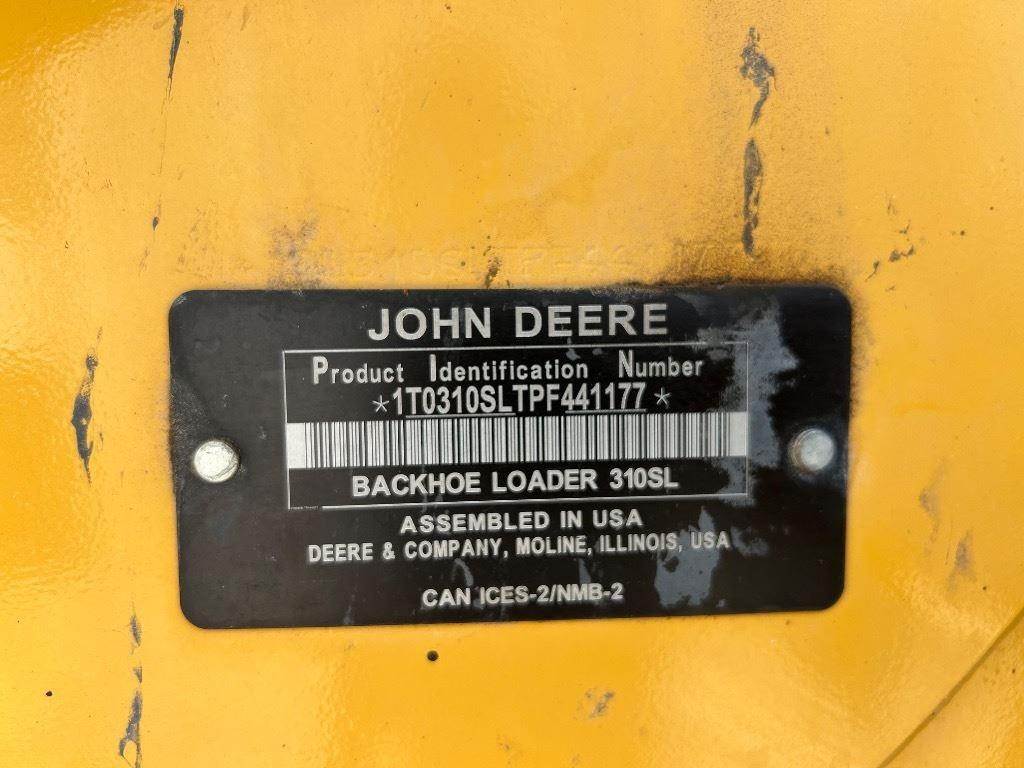 JOHN DEERE
Product Identification Number
*1T0310SLTPF441177*
BACKHOE LOADER 310SL
ASSEMBLED IN USA
DEERE & COMPANY, MOLINE, ILLINOIS, USA
CAN ICES-2/NMB-2